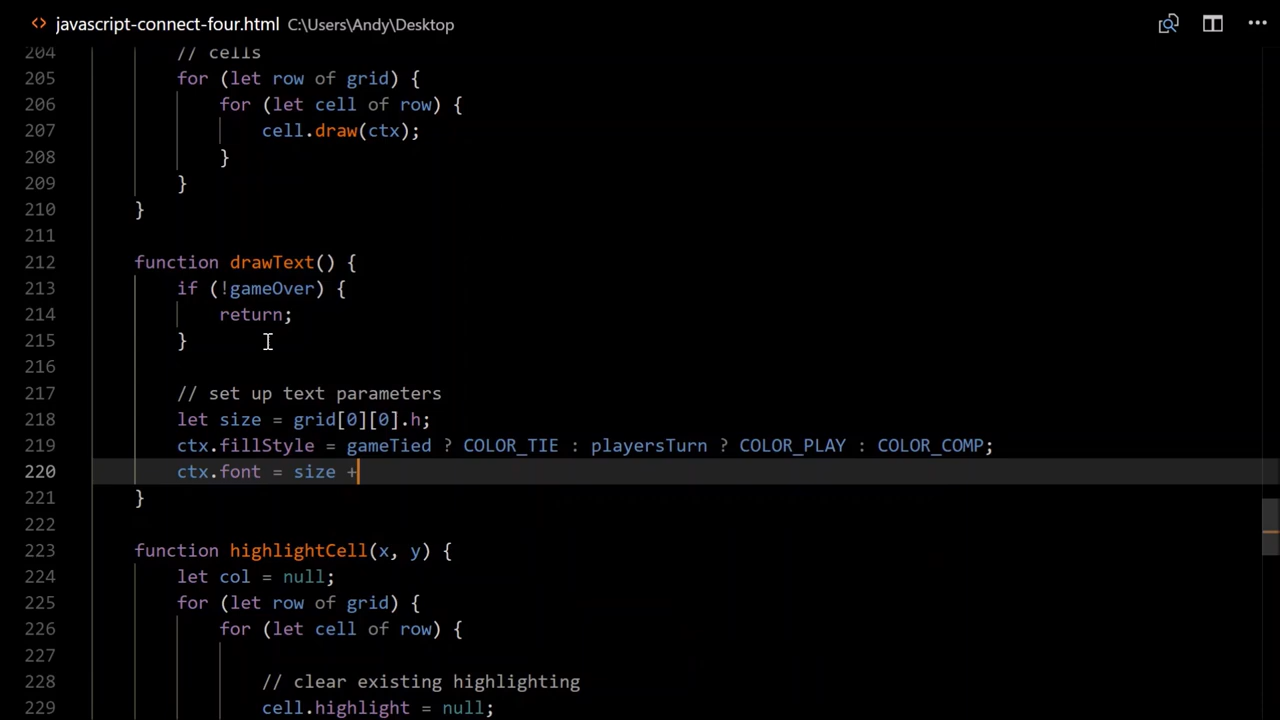 <> javascript-connect-four.html C:\Users\Andy\Desktop
204 // cells
205 for (let row of grid) {
206 for (let cell of row) {
207 cell.draw(ctx);
208 }
209 }
210 }
211
212 function drawText() {
213 if (!gameOver) {
214 return;
215 }
216
217 // set up text parameters
218 let size = grid[0][0].h;
219 ctx.fillStyle = gameTied ? COLOR_TIE : playersTurn ? COLOR_PLAY : COLOR_COMP;
220 ctx.font = size +
221 }
222
223 function highlightCell(x, y) {
224 let col = null;
225 for (let row of grid) {
226 for (let cell of row) {
227
228 // clear existing highlighting
229 cell.highlight = null;